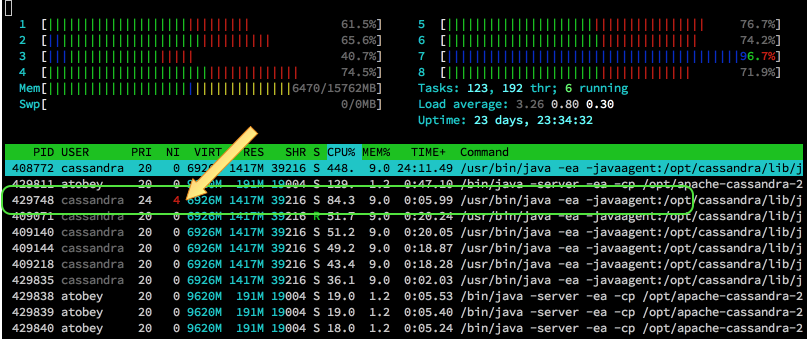 1 [61.5%] 5 [76.7%]
2 [65.6%] 6 [74.2%]
3 [40.7%] 7 [96.7%]
4 [74.5%] 8 [71.9%]
Mem[6470/15762MB] Tasks: 123, 192 thr; 6 running
Swp[0/0MB] Load average: 3.26 0.80 0.30
Uptime: 23 days, 23:34:32
PID USER PRI NI VIRT RES SHR S CPU% MEM% TIME+ Command
408772 cassandra 20 0 6926M 1417M 39216 S 448. 9.0 24:11.49 /usr/bin/java -ea -javaagent:/opt/cassandra/lib/j
429811 atobey 20 0 9620M 191M 19004 S 129. 1.2 0:47.10 /bin/java -server -ea -cp /opt/apache-cassandra-2
429748 cassandra 24 4 6926M 1417M 39216 S 84.3 9.0 0:05.99 /usr/bin/java -ea -javaagent:/opt/cassandra/lib/j
409071 cassandra 20 0 6926M 1417M 39216 R 51.7 9.0 0:20.24 /usr/bin/java -ea -javaagent:/opt/cassandra/lib/j
409140 cassandra 20 0 6926M 1417M 39216 S 51.2 9.0 0:20.05 /usr/bin/java -ea -javaagent:/opt/cassandra/lib/j
409144 cassandra 20 0 6926M 1417M 39216 S 49.2 9.0 0:18.87 /usr/bin/java -ea -javaagent:/opt/cassandra/lib/j
409218 cassandra 20 0 6926M 1417M 39216 S 43.4 9.0 0:18.28 /usr/bin/java -ea -javaagent:/opt/cassandra/lib/j
429835 cassandra 20 0 6926M 1417M 39216 S 36.1 9.0 0:02.03 /usr/bin/java -ea -javaagent:/opt/cassandra/lib/j
429838 atobey 20 0 9620M 191M 19004 S 19.0 1.2 0:05.53 /bin/java -server -ea -cp /opt/apache-cassandra-2
429839 atobey 20 0 9620M 191M 19004 S 19.0 1.2 0:05.40 /bin/java -server -ea -cp /opt/apache-cassandra-2
429840 atobey 20 0 9620M 191M 19004 S 18.0 1.2 0:05.24 /bin/java -server -ea -cp /opt/apache-cassandra-2